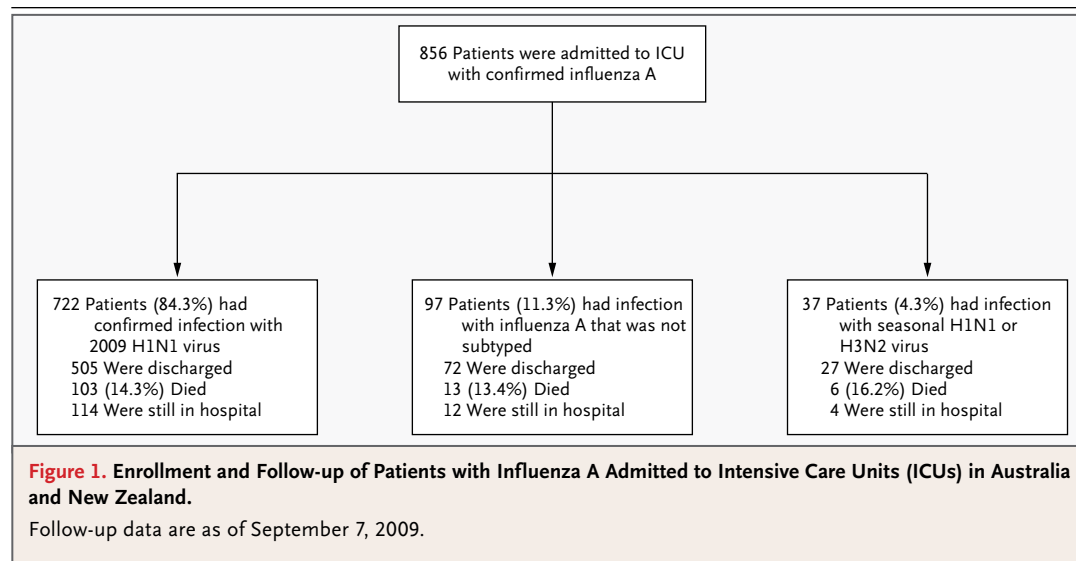 856 Patients were admitted to ICU
with confirmed influenza A
722 Patients (84.3%) had
confirmed infection with
2009 H1N1 virus
505 Were discharged
103 (14.3%) Died
114 Were still in hospital
97 Patients (11.3%) had infection
with influenza A that was not
subtyped
72 Were discharged
13 (13.4%) Died
12 Were still in hospital
37 Patients (4.3%) had infection
with seasonal H1N1 or
H3N2 virus
27 Were discharged
6 (16.2%) Died
4 Were still in hospital
Figure 1. Enrollment and Follow-up of Patients with Influenza A Admitted to Intensive Care Units (ICUs) in Australia
and New Zealand.
Follow-up data are as of September 7, 2009.